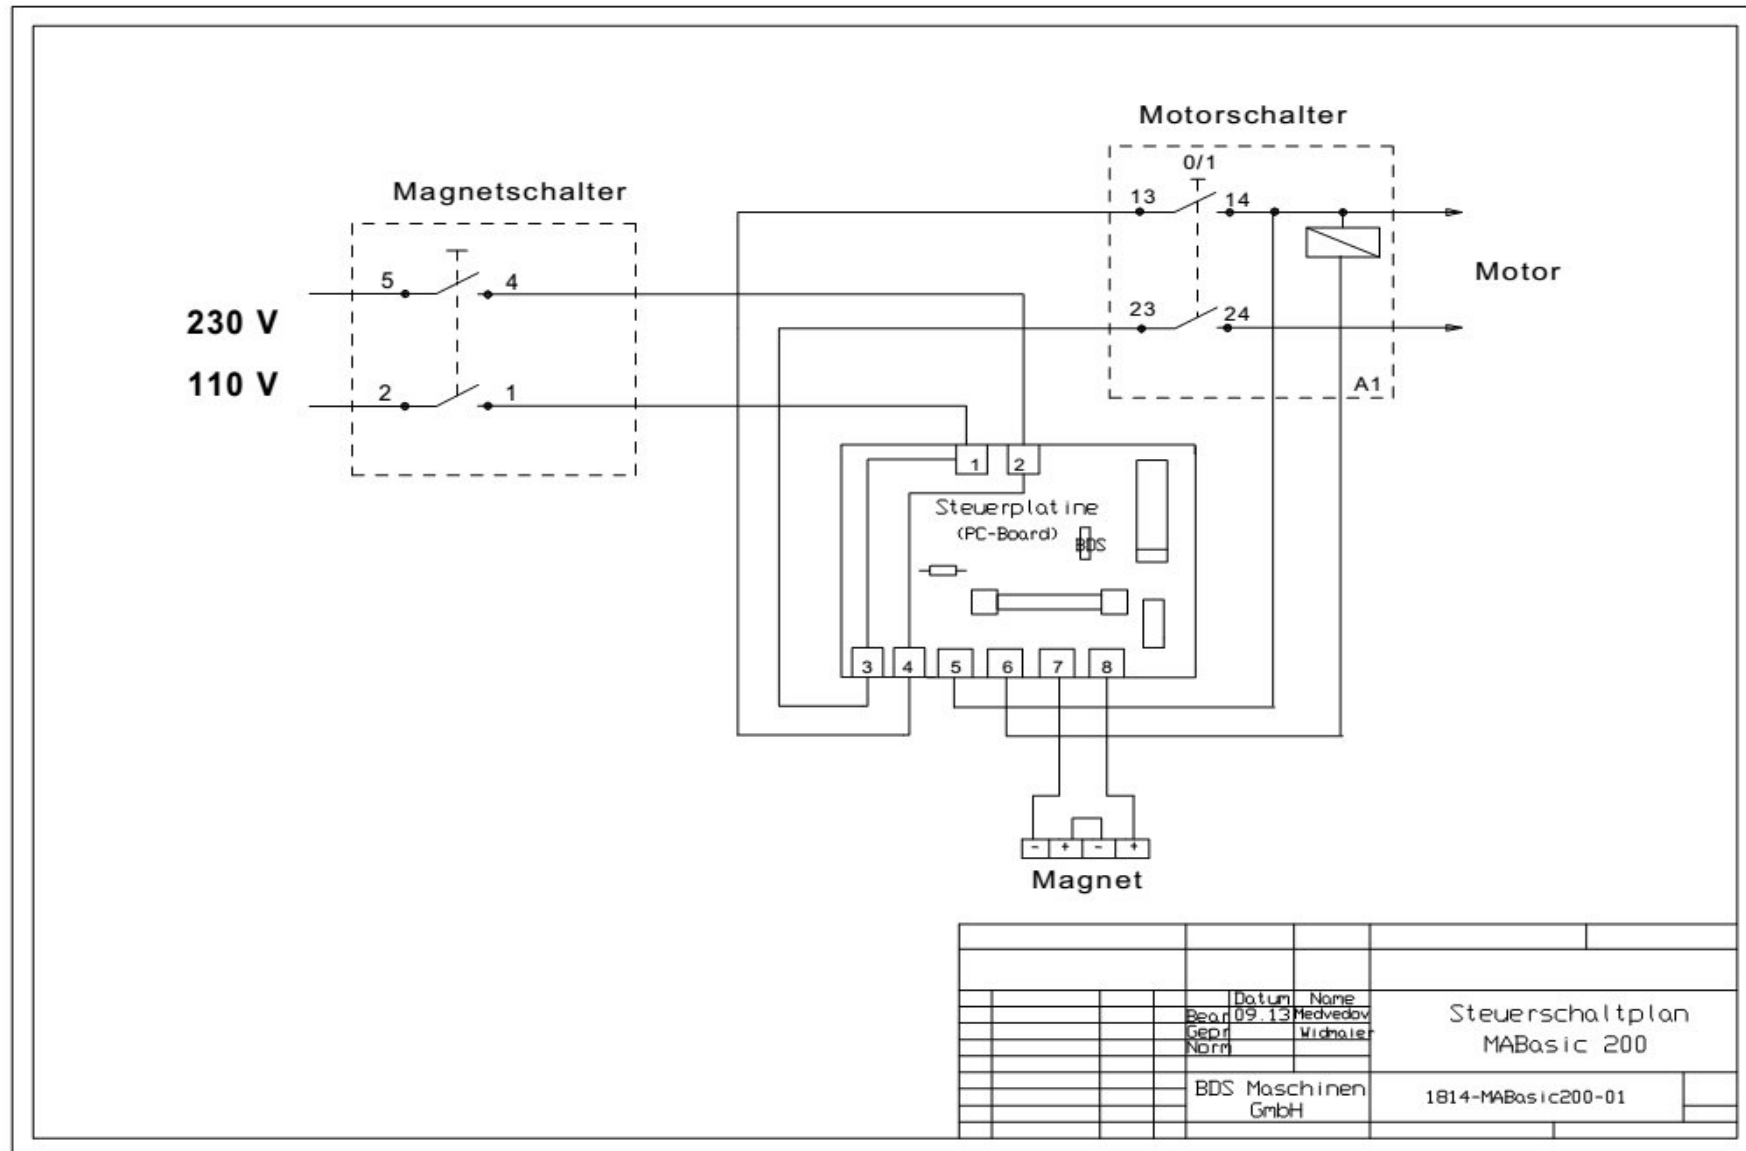 Motorschalter
0/1
13
14
Magnetschalter
5
4
230 V
Motor
23
24
110 V
2
1
A1
1
2
Steuerplatine
(PC-Board)
BDS
3
4
5
6
7
8
- + - +
Magnet
Datum Name
Bear 09.13 Medvedov
Gepr Widmaier
Norm
Steuerschaltplan
MABasic 200
BDS Maschinen
GmbH
1814-MABasic200-01